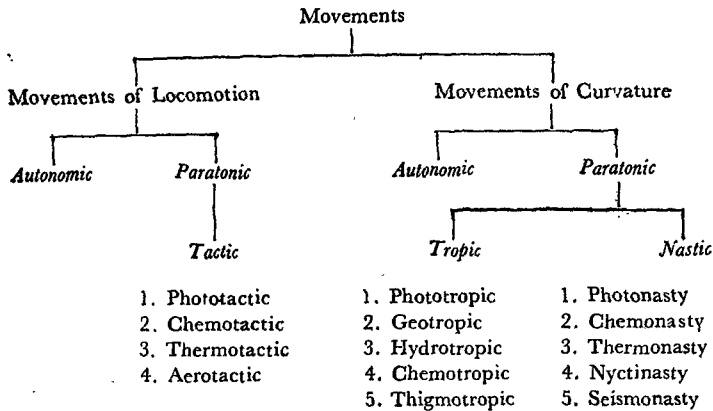 Movements
Movements of Locomotion
Movements of Curvature
Autonomic
Paratonic
Autonomic
Paratonic
Tactic
Tropic
Nastic
1. Phototactic
2. Chemotactic
3. Thermotactic
4. Aerotactic
1. Phototropic
2. Geotropic
3. Hydrotropic
4. Chemotropic
5. Thigmotropic
1. Photonasty
2. Chemonasty
3. Thermonasty
4. Nyctinasty
5. Seismonasty